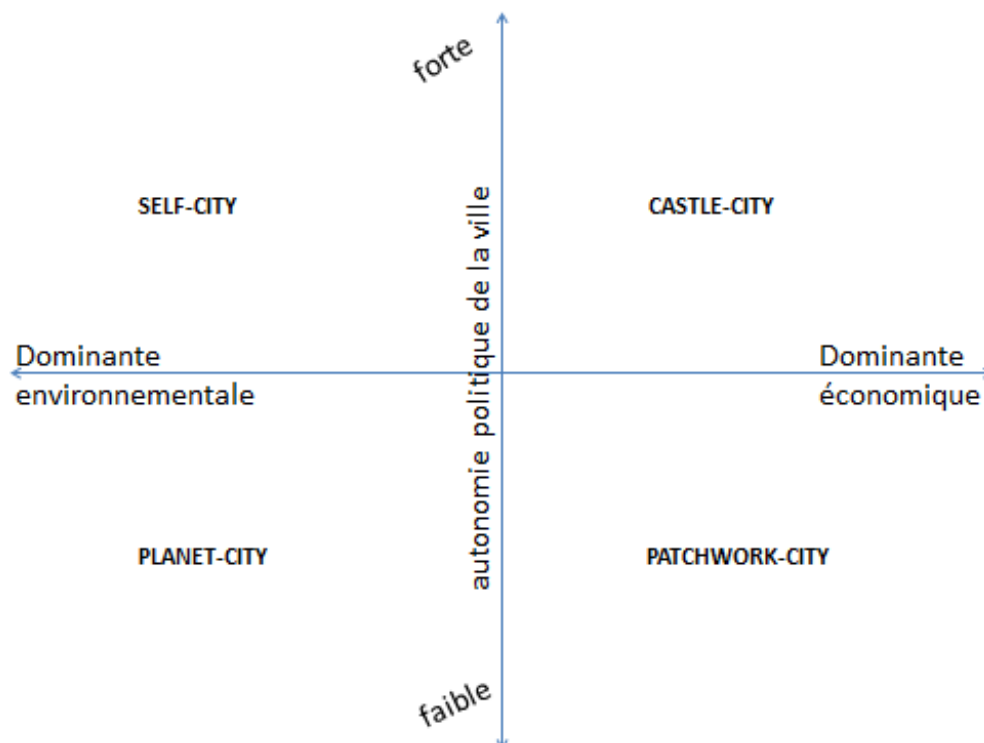 forte
autonomie politique de la ville
SELF-CITY
CASTLE-CITY
Dominante
environnementale
Dominante
économique
PLANET-CITY
PATCHWORK-CITY
faible